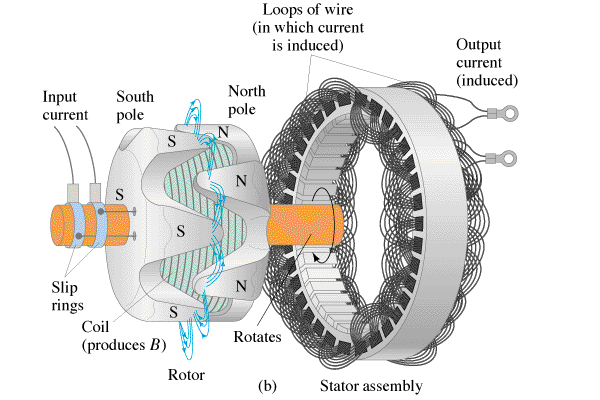 Loops of wire
(in which current
is induced)
Output
current
(induced)
Input
current
South
pole
North
pole
N
S
S
N
S
N
S
Slip
rings
Coil
(produces B)
Rotates
Rotor
(b)
Stator assembly